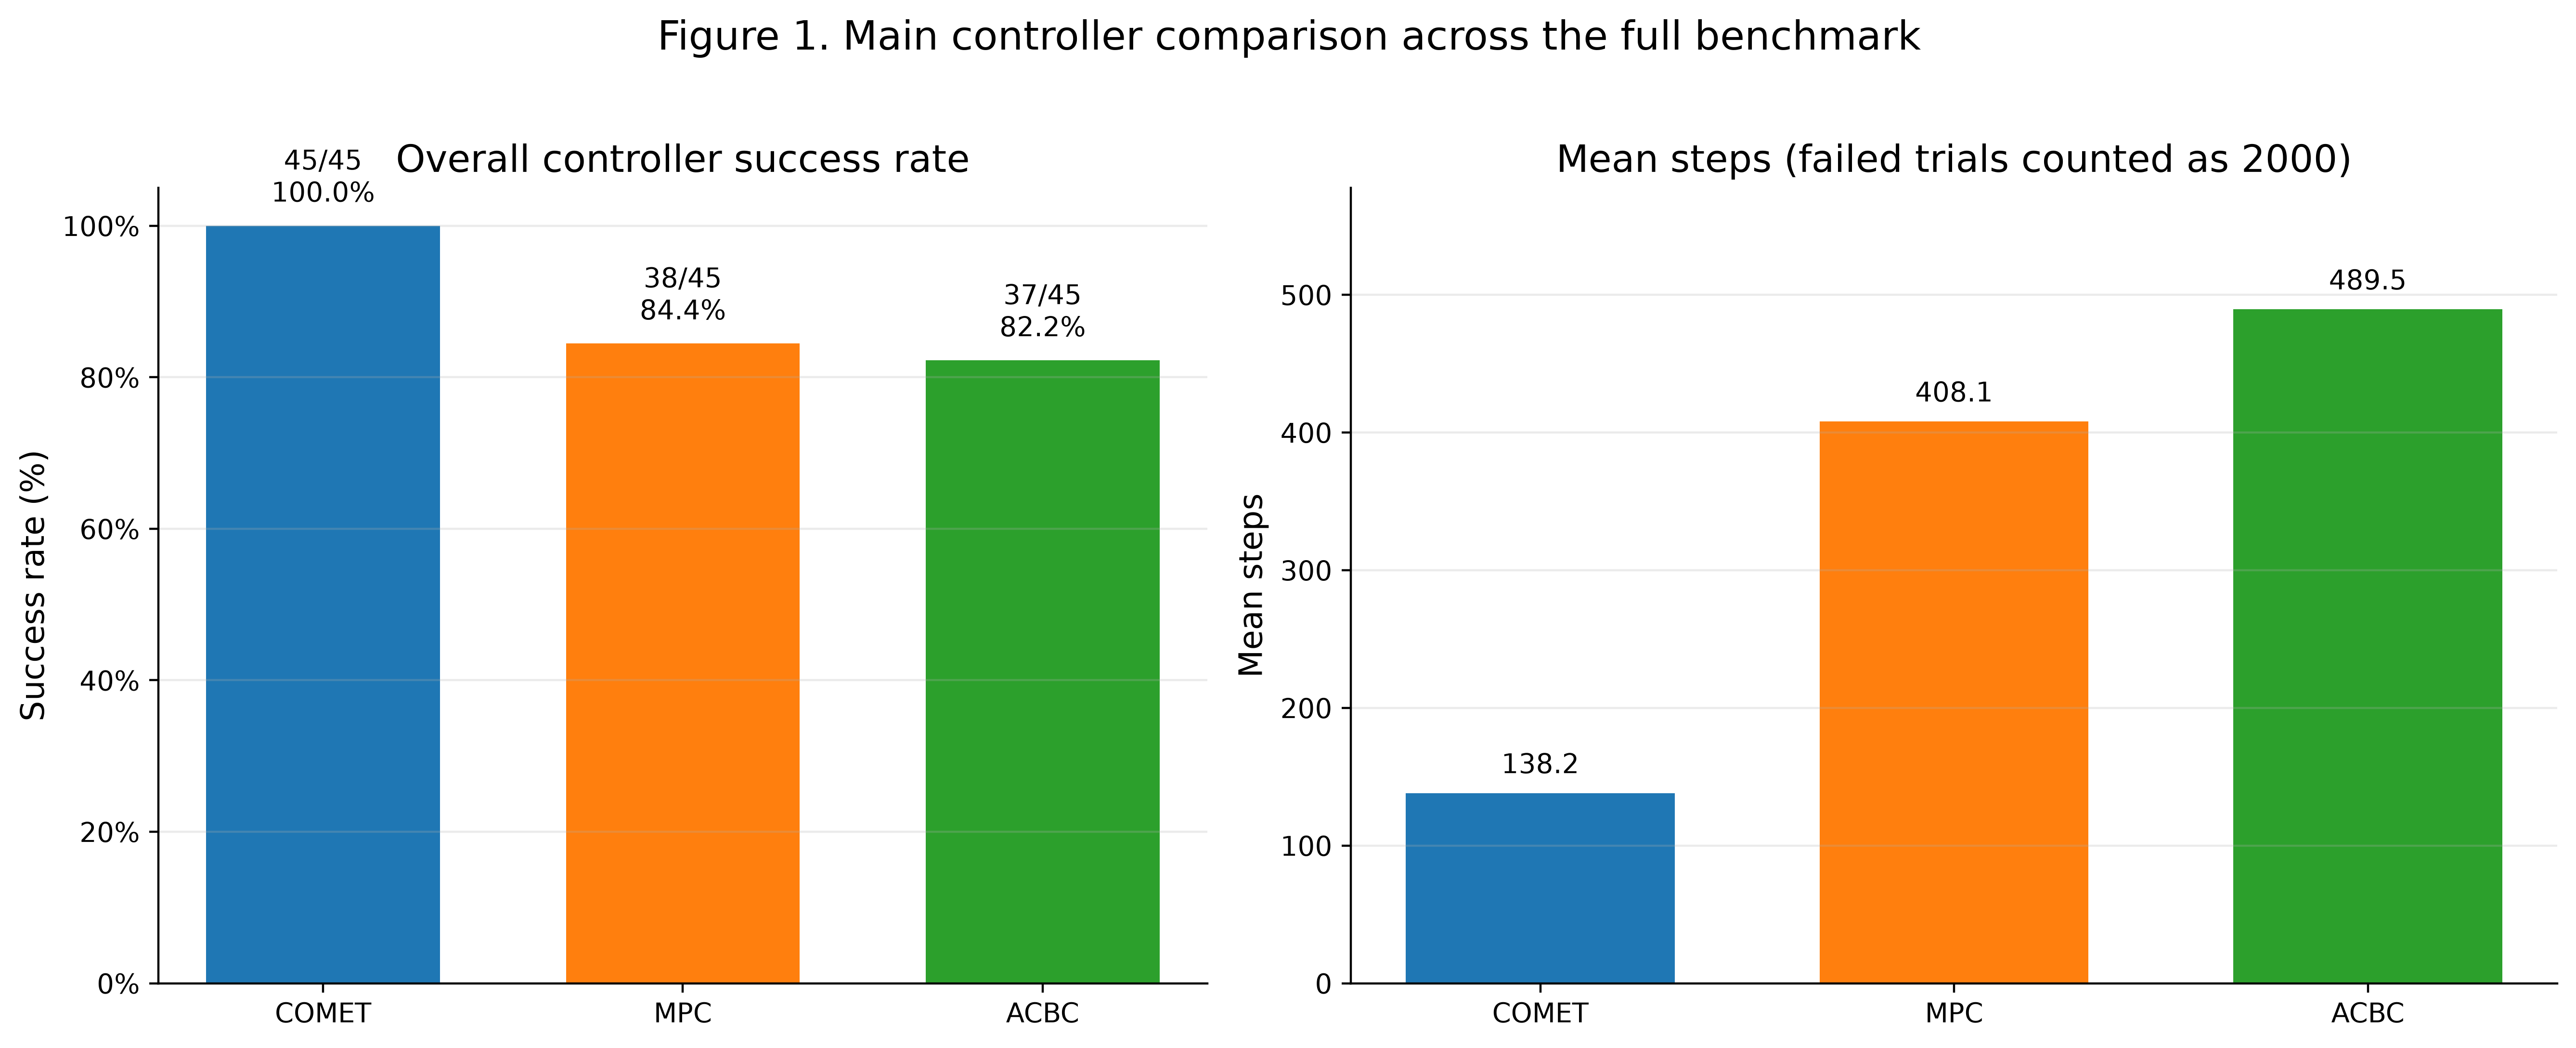 Figure 1. Main controller comparison across the full benchmark
Overall controller success rate
45/45
100.0%
38/45
84.4%
37/45
82.2%
Success rate (%)
100%
80%
60%
40%
20%
0%
COMET
MPC
ACBC
Mean steps (failed trials counted as 2000)
489.5
408.1
138.2
Mean steps
500
400
300
200
100
0
COMET
MPC
ACBC